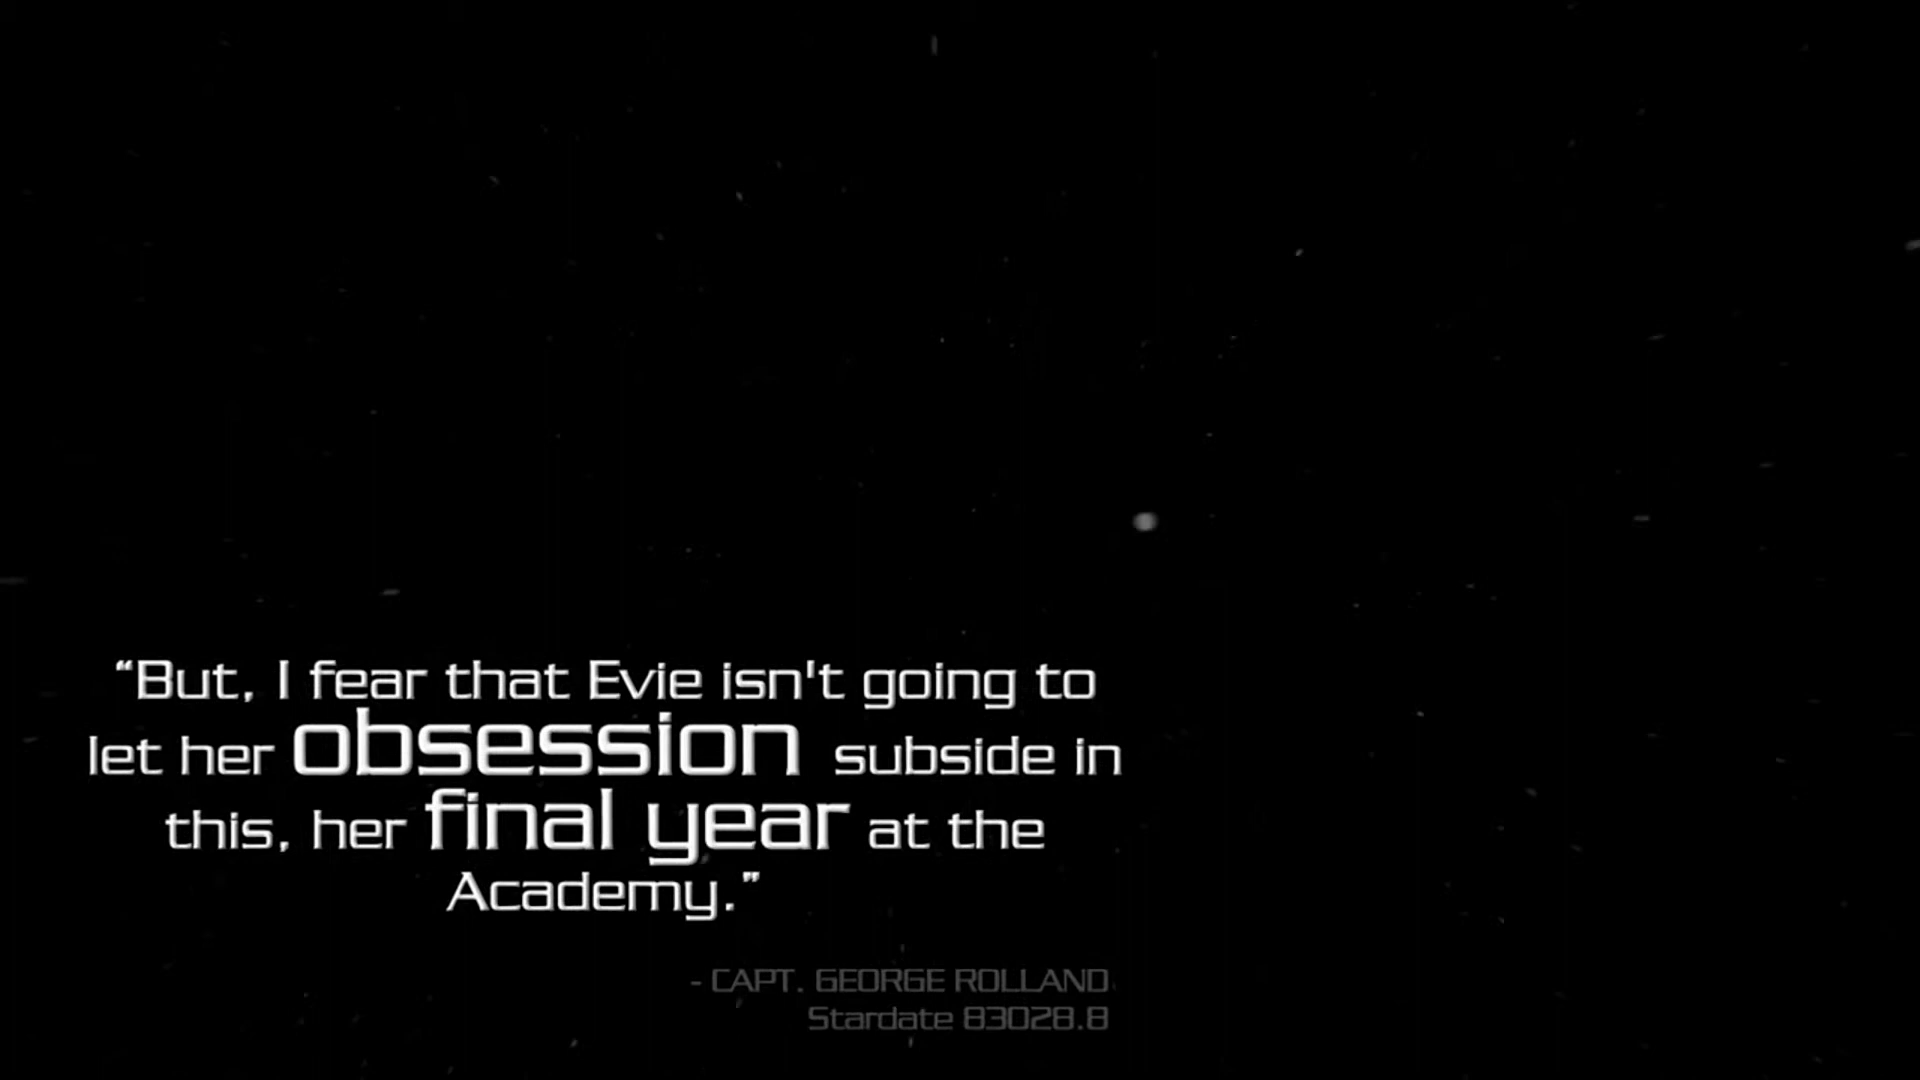 “But, I fear that Evie isn't going to
let her obsession subside in
this, her final year at the
Academy.”
- CAPT. GEORGE ROLLAND
Stardate 83028.8